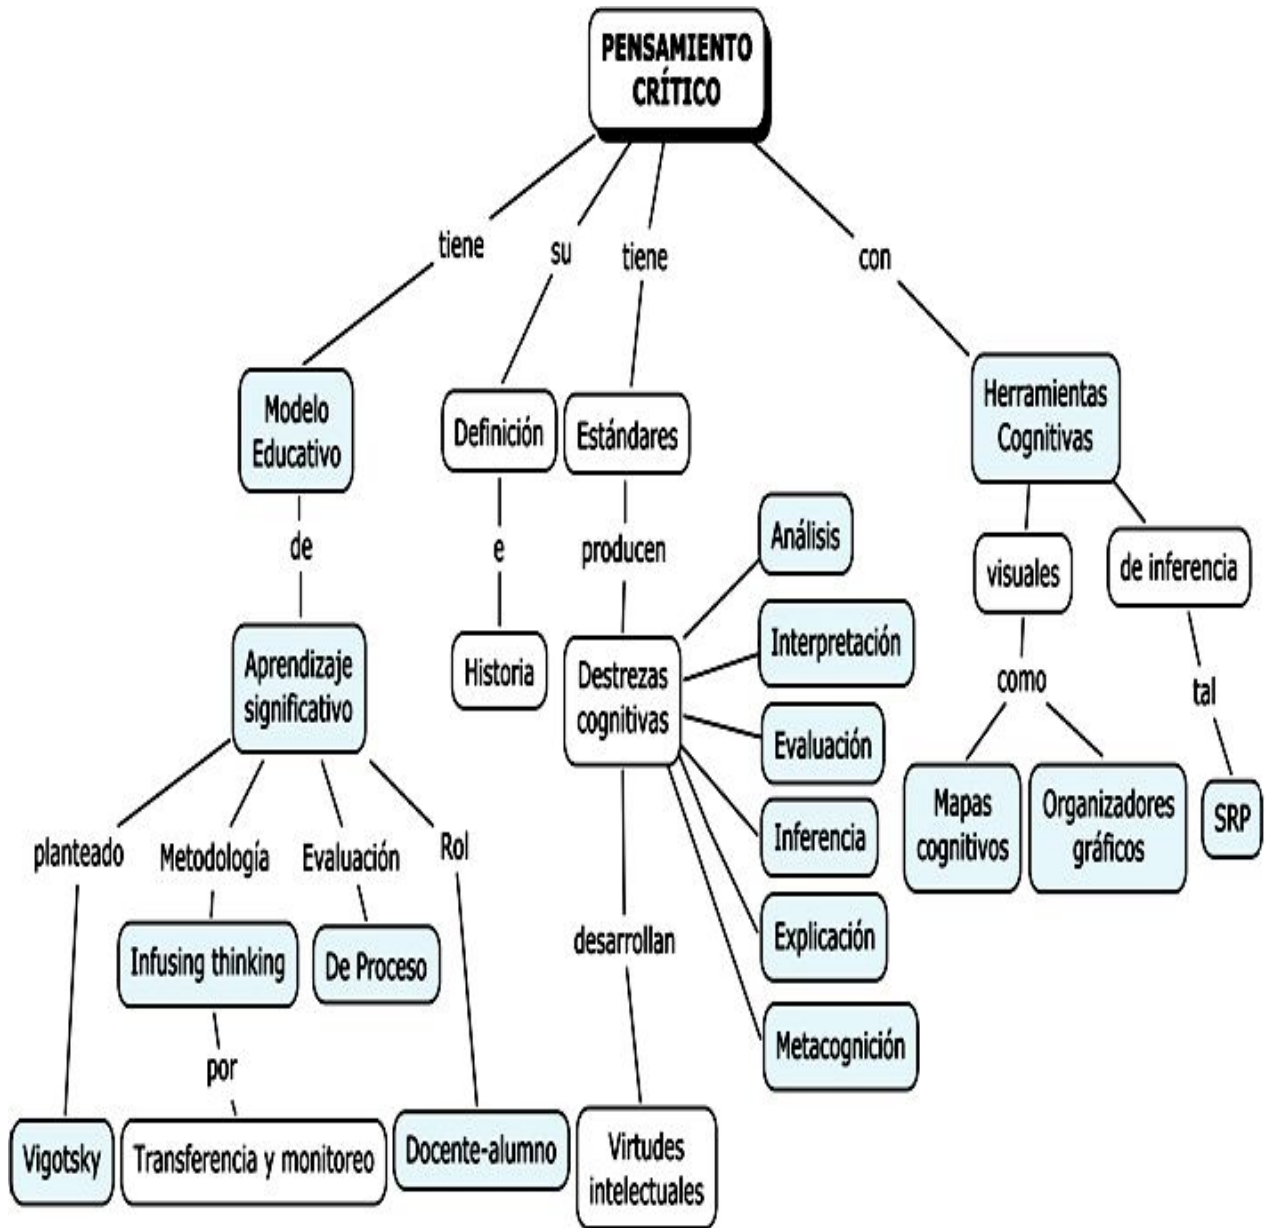 PENSAMIENTO
CRÍTICO
tiene
su
tiene
con
Modelo
Educativo
Definición
Estándares
Herramientas
Cognitivas
de
e
producen
Análisis
visuales
de inferencia
Aprendizaje
significativo
Historia
Destrezas
cognitivas
Interpretación
como
tal
Evaluación
Mapas
cognitivos
Organizadores
gráficos
SRP
planteado
Metodología
Evaluación
Rol
Inferencia
Infusing thinking
De Proceso
desarrollan
Explicación
por
Metacognición
Vigotsky
Transferencia y monitoreo
Docente-alumno
Virtudes
intelectuales